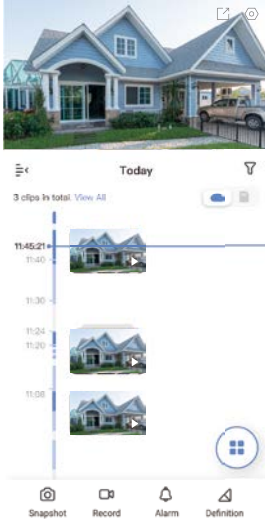 Today
3 clips in total. View All
11:45:21
11:40
11:30
11:24
11:20
11:08
Snapshot Record Alarm Definition